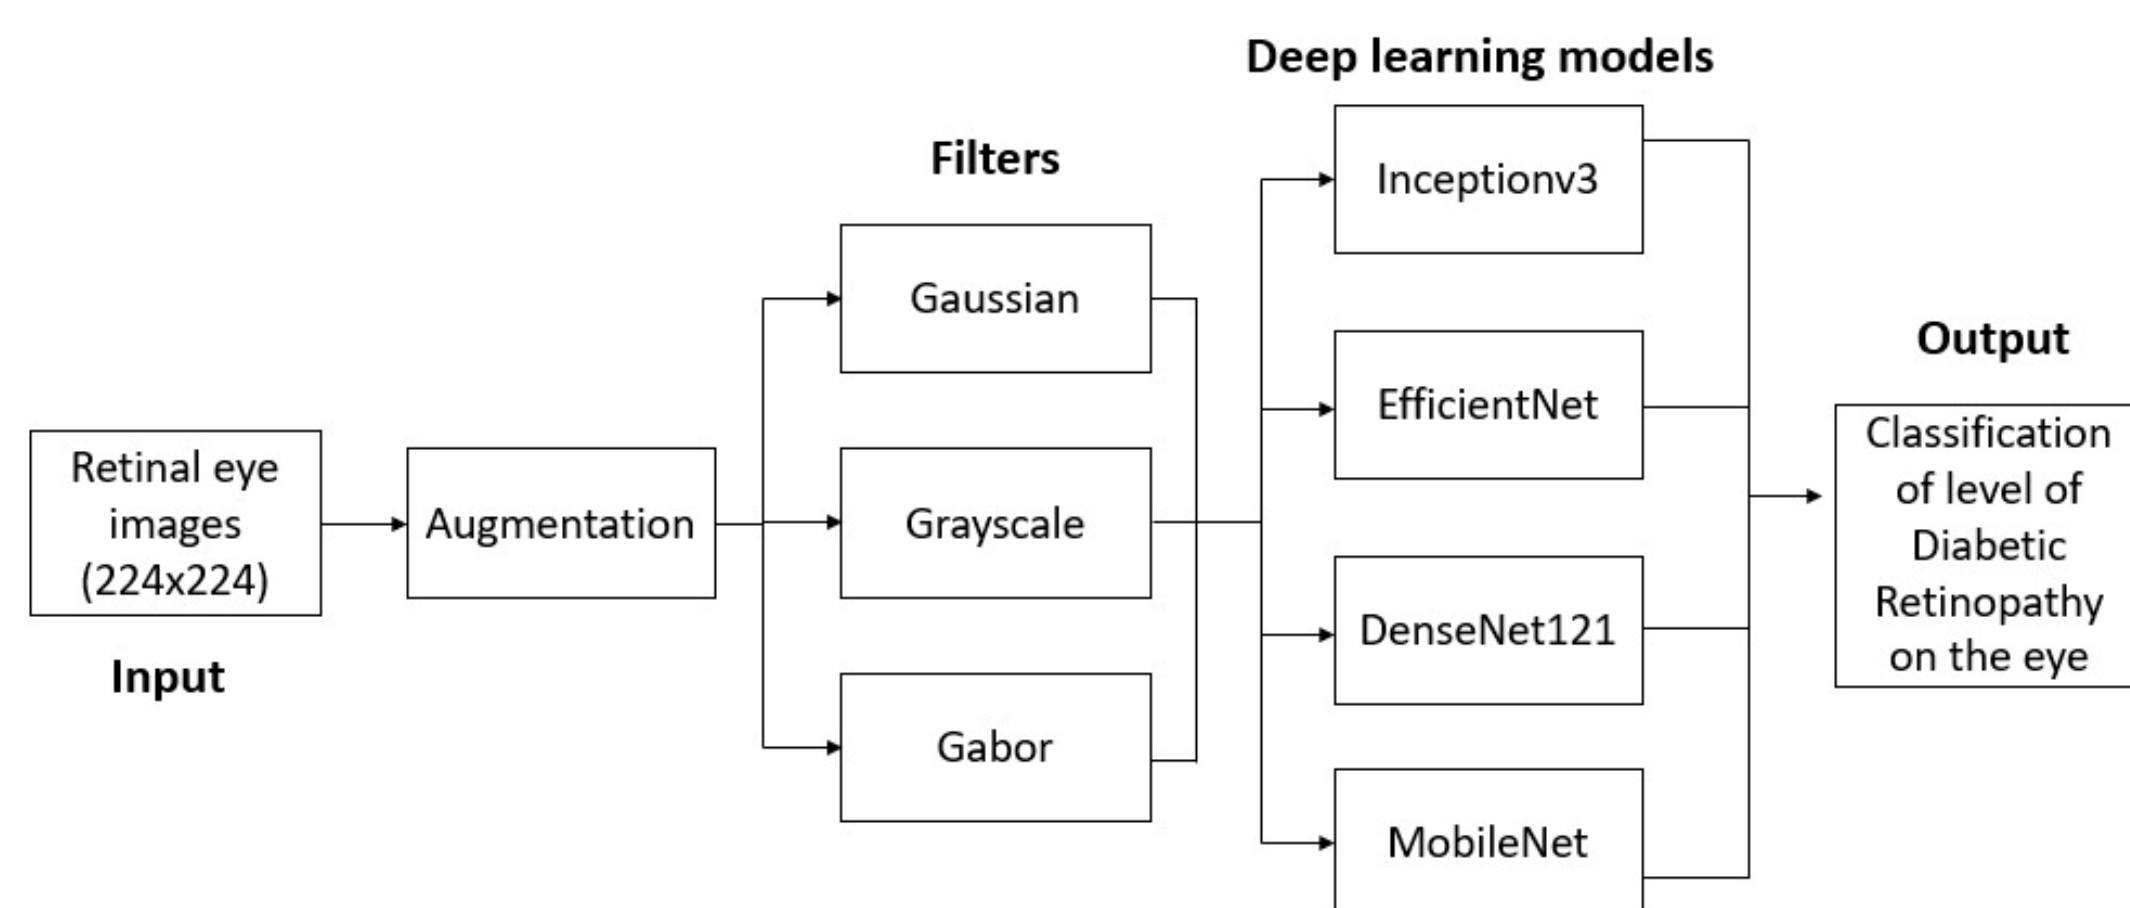 Deep learning models
Filters
Inceptionv3
Gaussian
EfficientNet
Output
Retinal eye
images
(224x224)
Input
Augmentation
Grayscale
Classification
of level of
Diabetic
Retinopathy
on the eye
DenseNet121
Gabor
MobileNet